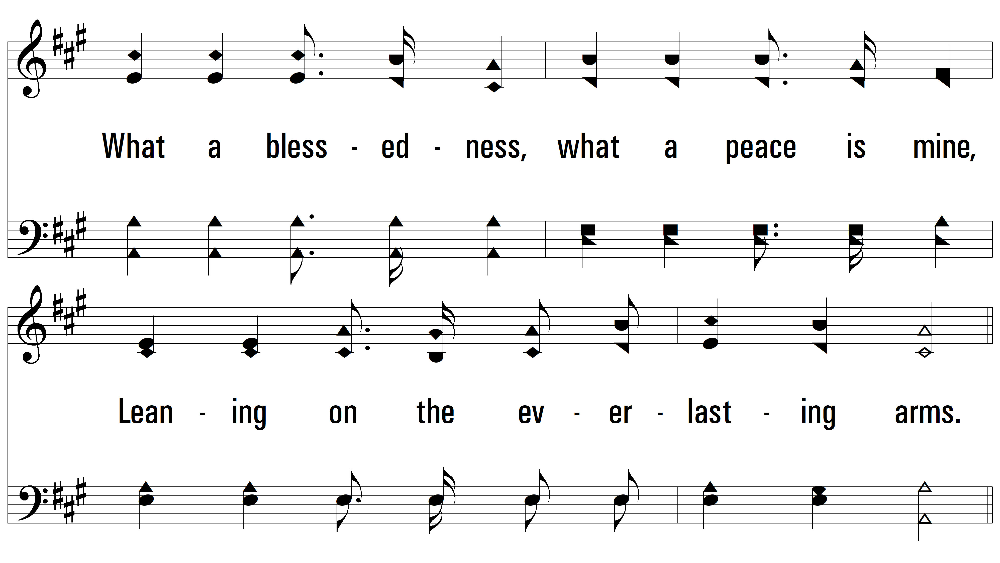 What a bless - ed - ness, what a peace is mine,
Lean - ing on the ev - er - last - ing arms.